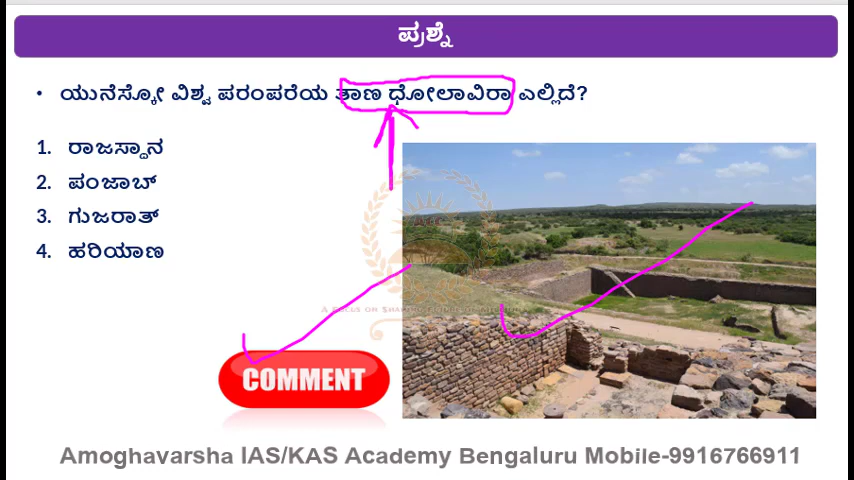 ಪ್ರಶ್ನೆ
• ಯುನೆಸ್ಕೋ ವಿಶ್ವ ಪರಂಪರೆಯ ತಾಣ ಧೋಲಾವಿರಾ ಎಲ್ಲಿದೆ?
1. ರಾಜಸ್ಥಾನ
2. ಪಂಜಾಬ್
3. ಗುಜರಾತ್
4. ಹರಿಯಾಣ
COMMENT
Amoghavarsha IAS/KAS Academy Bengaluru Mobile-9916766911